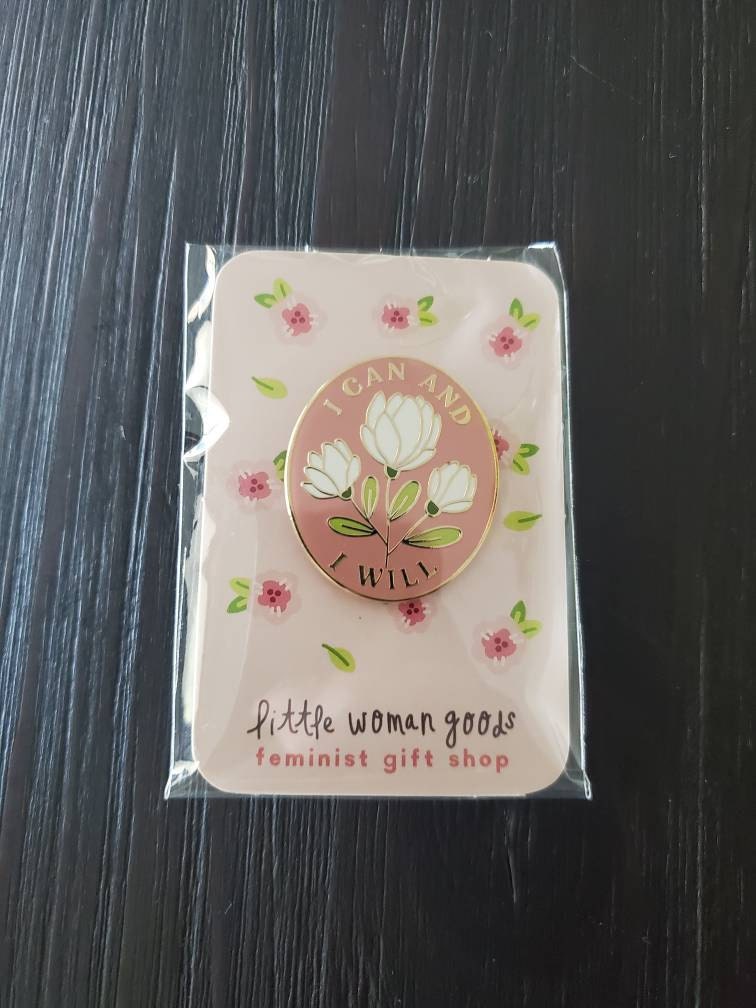 I CAN AND
I WILL
little woman goods
feminist gift shop